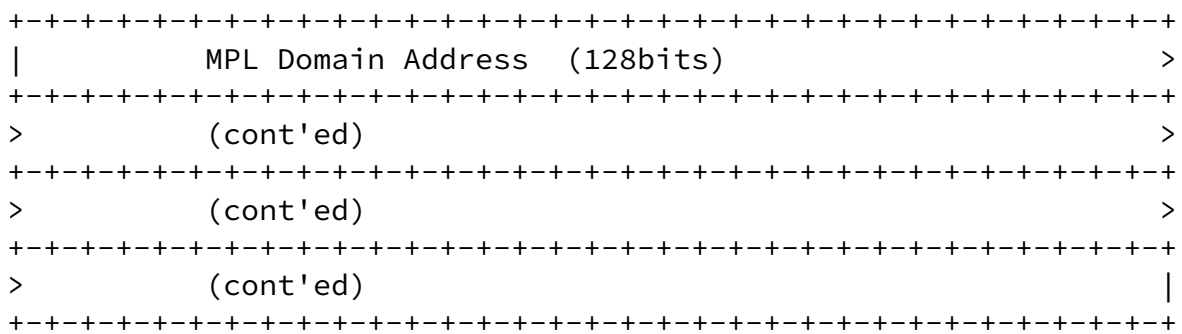 +-+-+-+-+-+-+-+-+-+-+-+-+-+-+-+-+-+-+-+-+-+-+-+-+-+-+-+-+-+-+-+-+
|          MPL Domain Address  (128bits)                        >
+-+-+-+-+-+-+-+-+-+-+-+-+-+-+-+-+-+-+-+-+-+-+-+-+-+-+-+-+-+-+-+-+
>          (cont'ed)                                            >
+-+-+-+-+-+-+-+-+-+-+-+-+-+-+-+-+-+-+-+-+-+-+-+-+-+-+-+-+-+-+-+-+
>          (cont'ed)                                            >
+-+-+-+-+-+-+-+-+-+-+-+-+-+-+-+-+-+-+-+-+-+-+-+-+-+-+-+-+-+-+-+-+
>          (cont'ed)                                            |
+-+-+-+-+-+-+-+-+-+-+-+-+-+-+-+-+-+-+-+-+-+-+-+-+-+-+-+-+-+-+-+-+